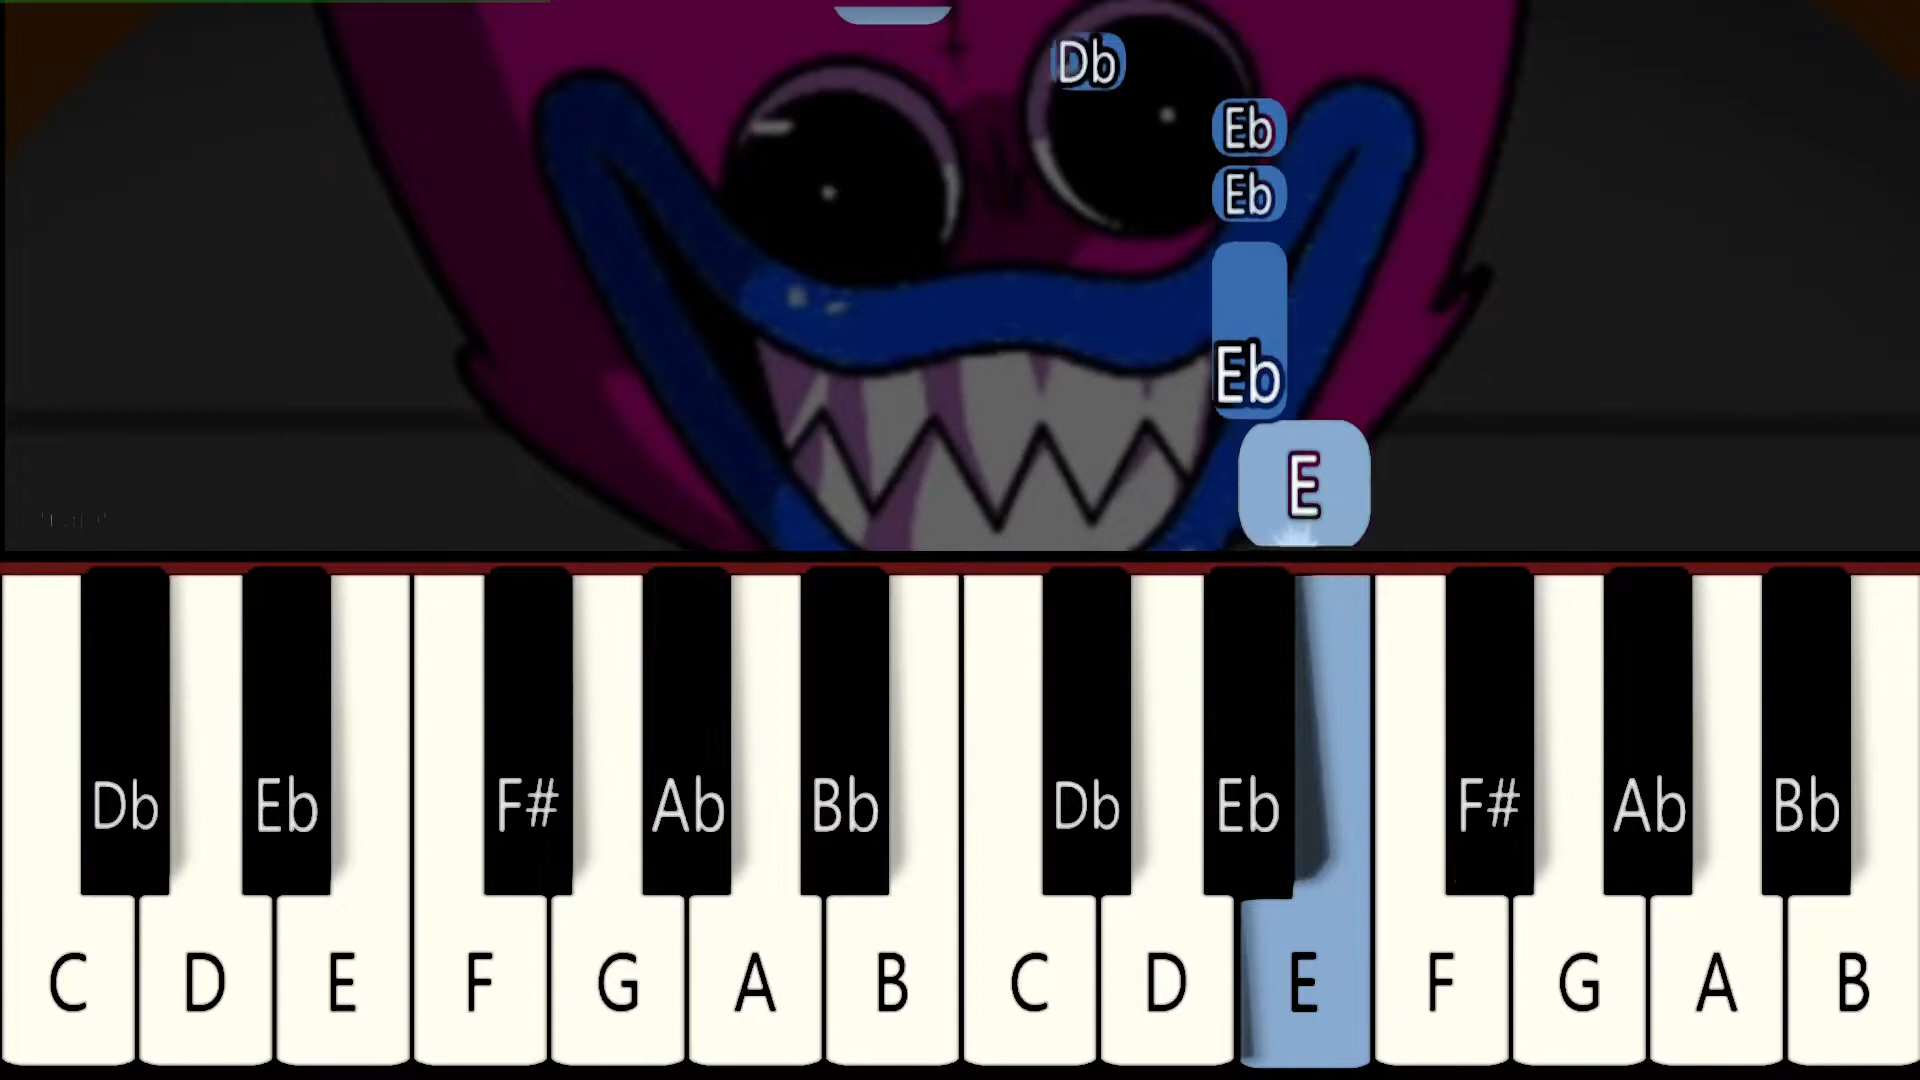 Db
Eb
Eb
Eb
E
Db Eb F# Ab Bb Db Eb F# Ab Bb
C D E F G A B C D E F G A B